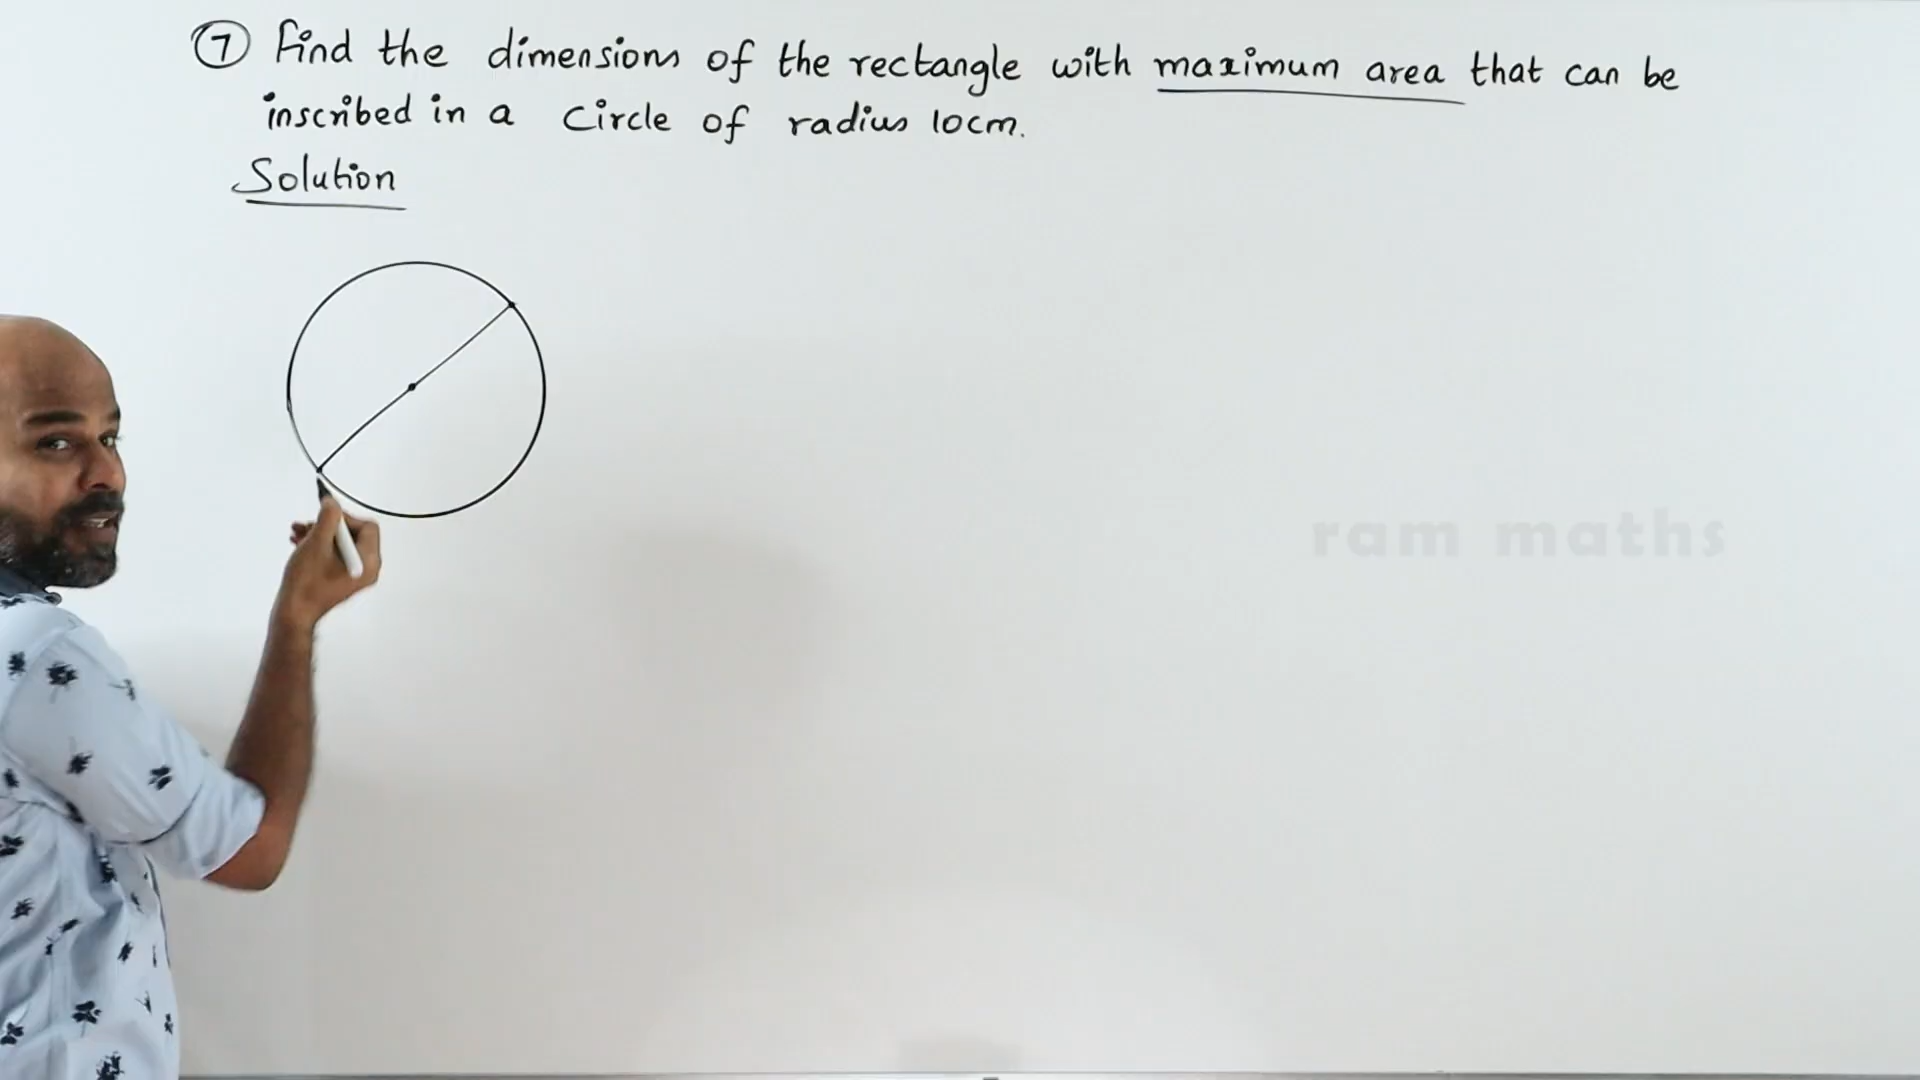 7 Find the dimensions of the rectangle with maximum area that can be
inscribed in a circle of radius 10cm.
Solution
ram maths